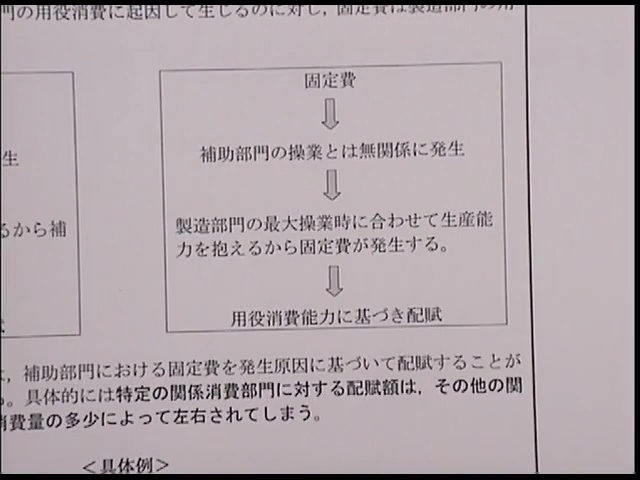 門の用役消費に起因して生じるのに対し，固定費は製造部門の用
固定費
補助部門の操業とは無関係に発生
製造部門の最大操業時に合わせて生産能
力を抱えるから固定費が発生する。
用役消費能力に基づき配賦
生
るから補
，補助部門における固定費を発生原因に基づいて配賦することが
。具体的には特定の関係消費部門に対する配賦額は，その他の関
消費量の多少によって左右されてしまう。
＜具体例＞